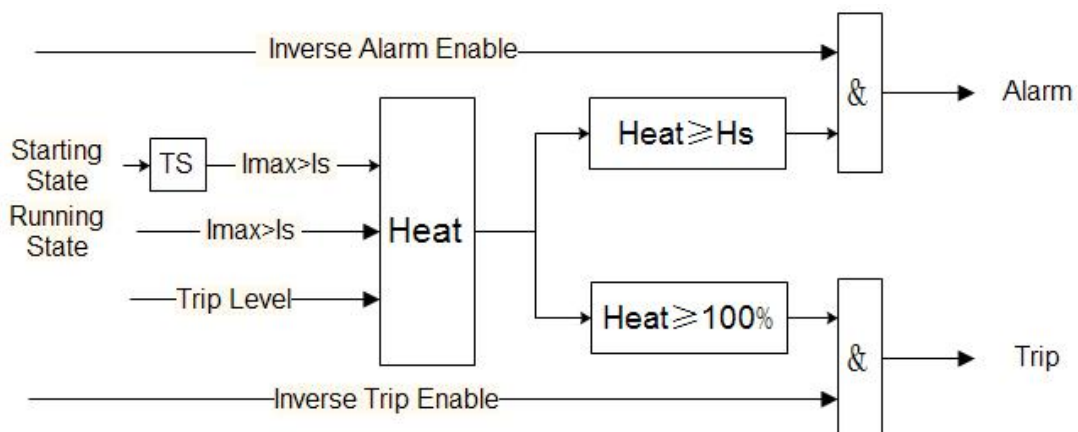 Inverse Alarm Enable
&
Alarm
Heat≥Hs
Starting
State
TS
Imax>Is
Running
State
Imax>Is
Heat
Trip Level
Heat≥100%
&
Trip
Inverse Trip Enable